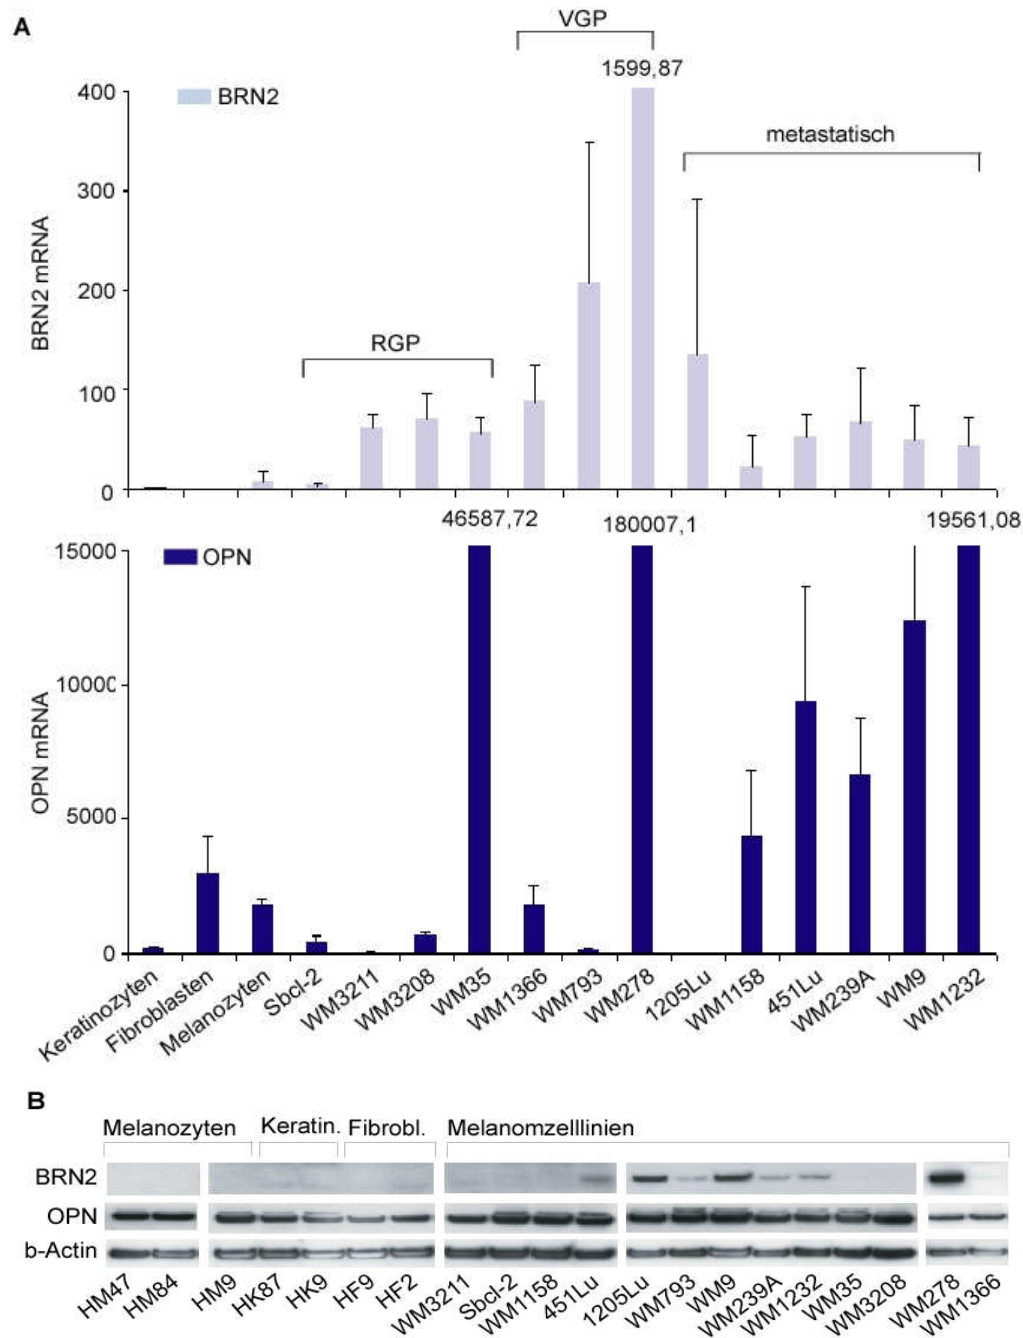 A
VGP
1599,87
400
BRN2
metastatisch
300
BRN2 mRNA
200
RGP
100
0
46587,72
180007,1
19561,08
15000
OPN
10000
OPN mRNA
5000
0
Keratinozyten
Fibroblasten
Melanozyten
Sbcl-2
WM3211
WM3208
WM35
WM1366
WM793
WM278
1205Lu
WM1158
451Lu
WM239A
WM9
WM1232
B
Melanozyten Keratin. Fibrobl. Melanomzelllinien
BRN2
OPN
b-Actin
HM47
HM84
HM9
HK87
HK9
HF9
HF2
WM3211
Sbcl-2
WM1158
451Lu
1205Lu
WM793
WM9
WM239A
WM1232
WM35
WM3208
WM278
WM1366